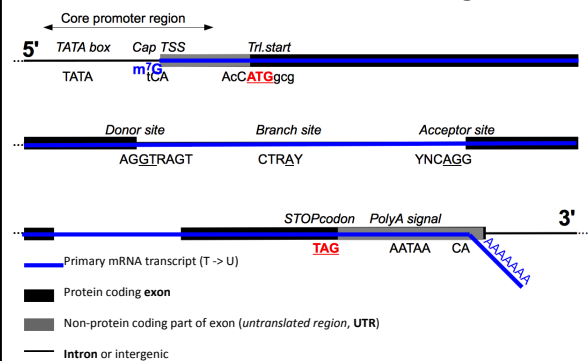 Core promoter region
5' TATA box Cap TSS Trl.start
m⁷G
TATA tCA AcCATGgcg
Donor site Branch site Acceptor site
AGGTRAGT CTRAY YNCAGG
STOPcodon PolyA signal 3'
TAG AATAA CA AAAAAAA
Primary mRNA transcript (T -> U)
Protein coding exon
Non-protein coding part of exon (untranslated region, UTR)
Intron or intergenic